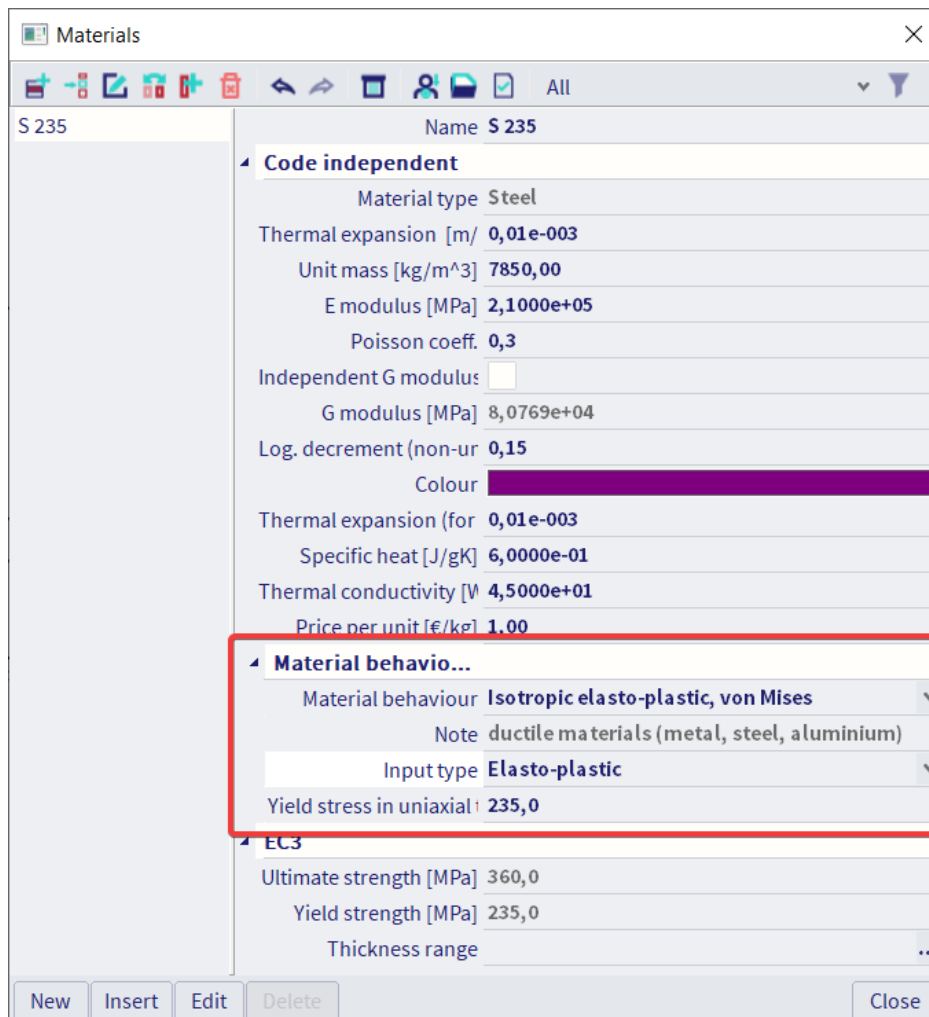 Materials
All
S 235
Name S 235
Code independent
Material type Steel
Thermal expansion [m/ 0,01e-003
Unit mass [kg/m^3] 7850,00
E modulus [MPa] 2,1000e+05
Poisson coeff. 0,3
Independent G modulus
G modulus [MPa] 8,0769e+04
Log. decrement (non-ur 0,15
Colour
Thermal expansion (for 0,01e-003
Specific heat [J/gK] 6,0000e-01
Thermal conductivity [W 4,5000e+01
Price per unit [€/kg] 1,00
Material behavio...
Material behaviour Isotropic elasto-plastic, von Mises
Note ductile materials (metal, steel, aluminium)
Input type Elasto-plastic
Yield stress in uniaxial t 235,0
EC3
Ultimate strength [MPa] 360,0
Yield strength [MPa] 235,0
Thickness range ..
New Insert Edit Delete Close